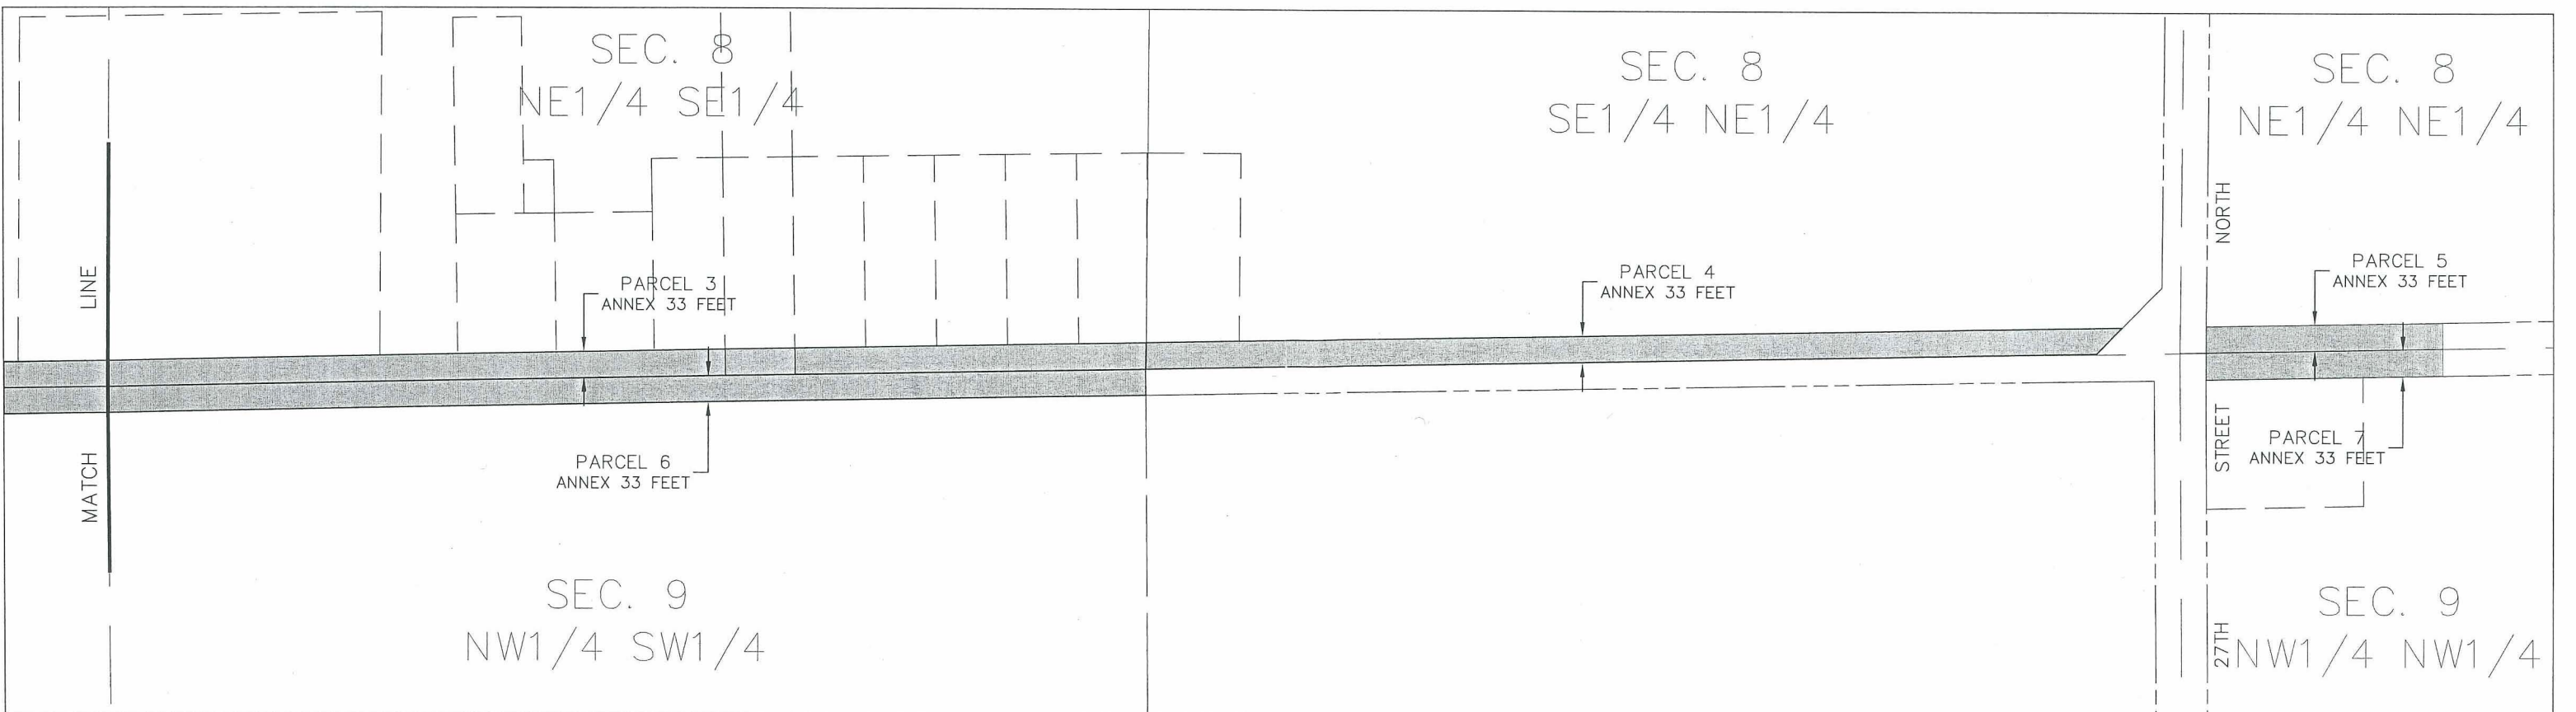 SEC. 8
NE1/4 SE1/4
SEC. 8
SE1/4 NE1/4
SEC. 8
NE1/4 NE1/4
MATCH LINE
PARCEL 3
ANNEX 33 FEET
PARCEL 4
ANNEX 33 FEET
PARCEL 5
ANNEX 33 FEET
PARCEL 6
ANNEX 33 FEET
PARCEL 7
ANNEX 33 FEET
27TH STREET NORTH
SEC. 9
NW1/4 SW1/4
SEC. 9
NW1/4 NW1/4